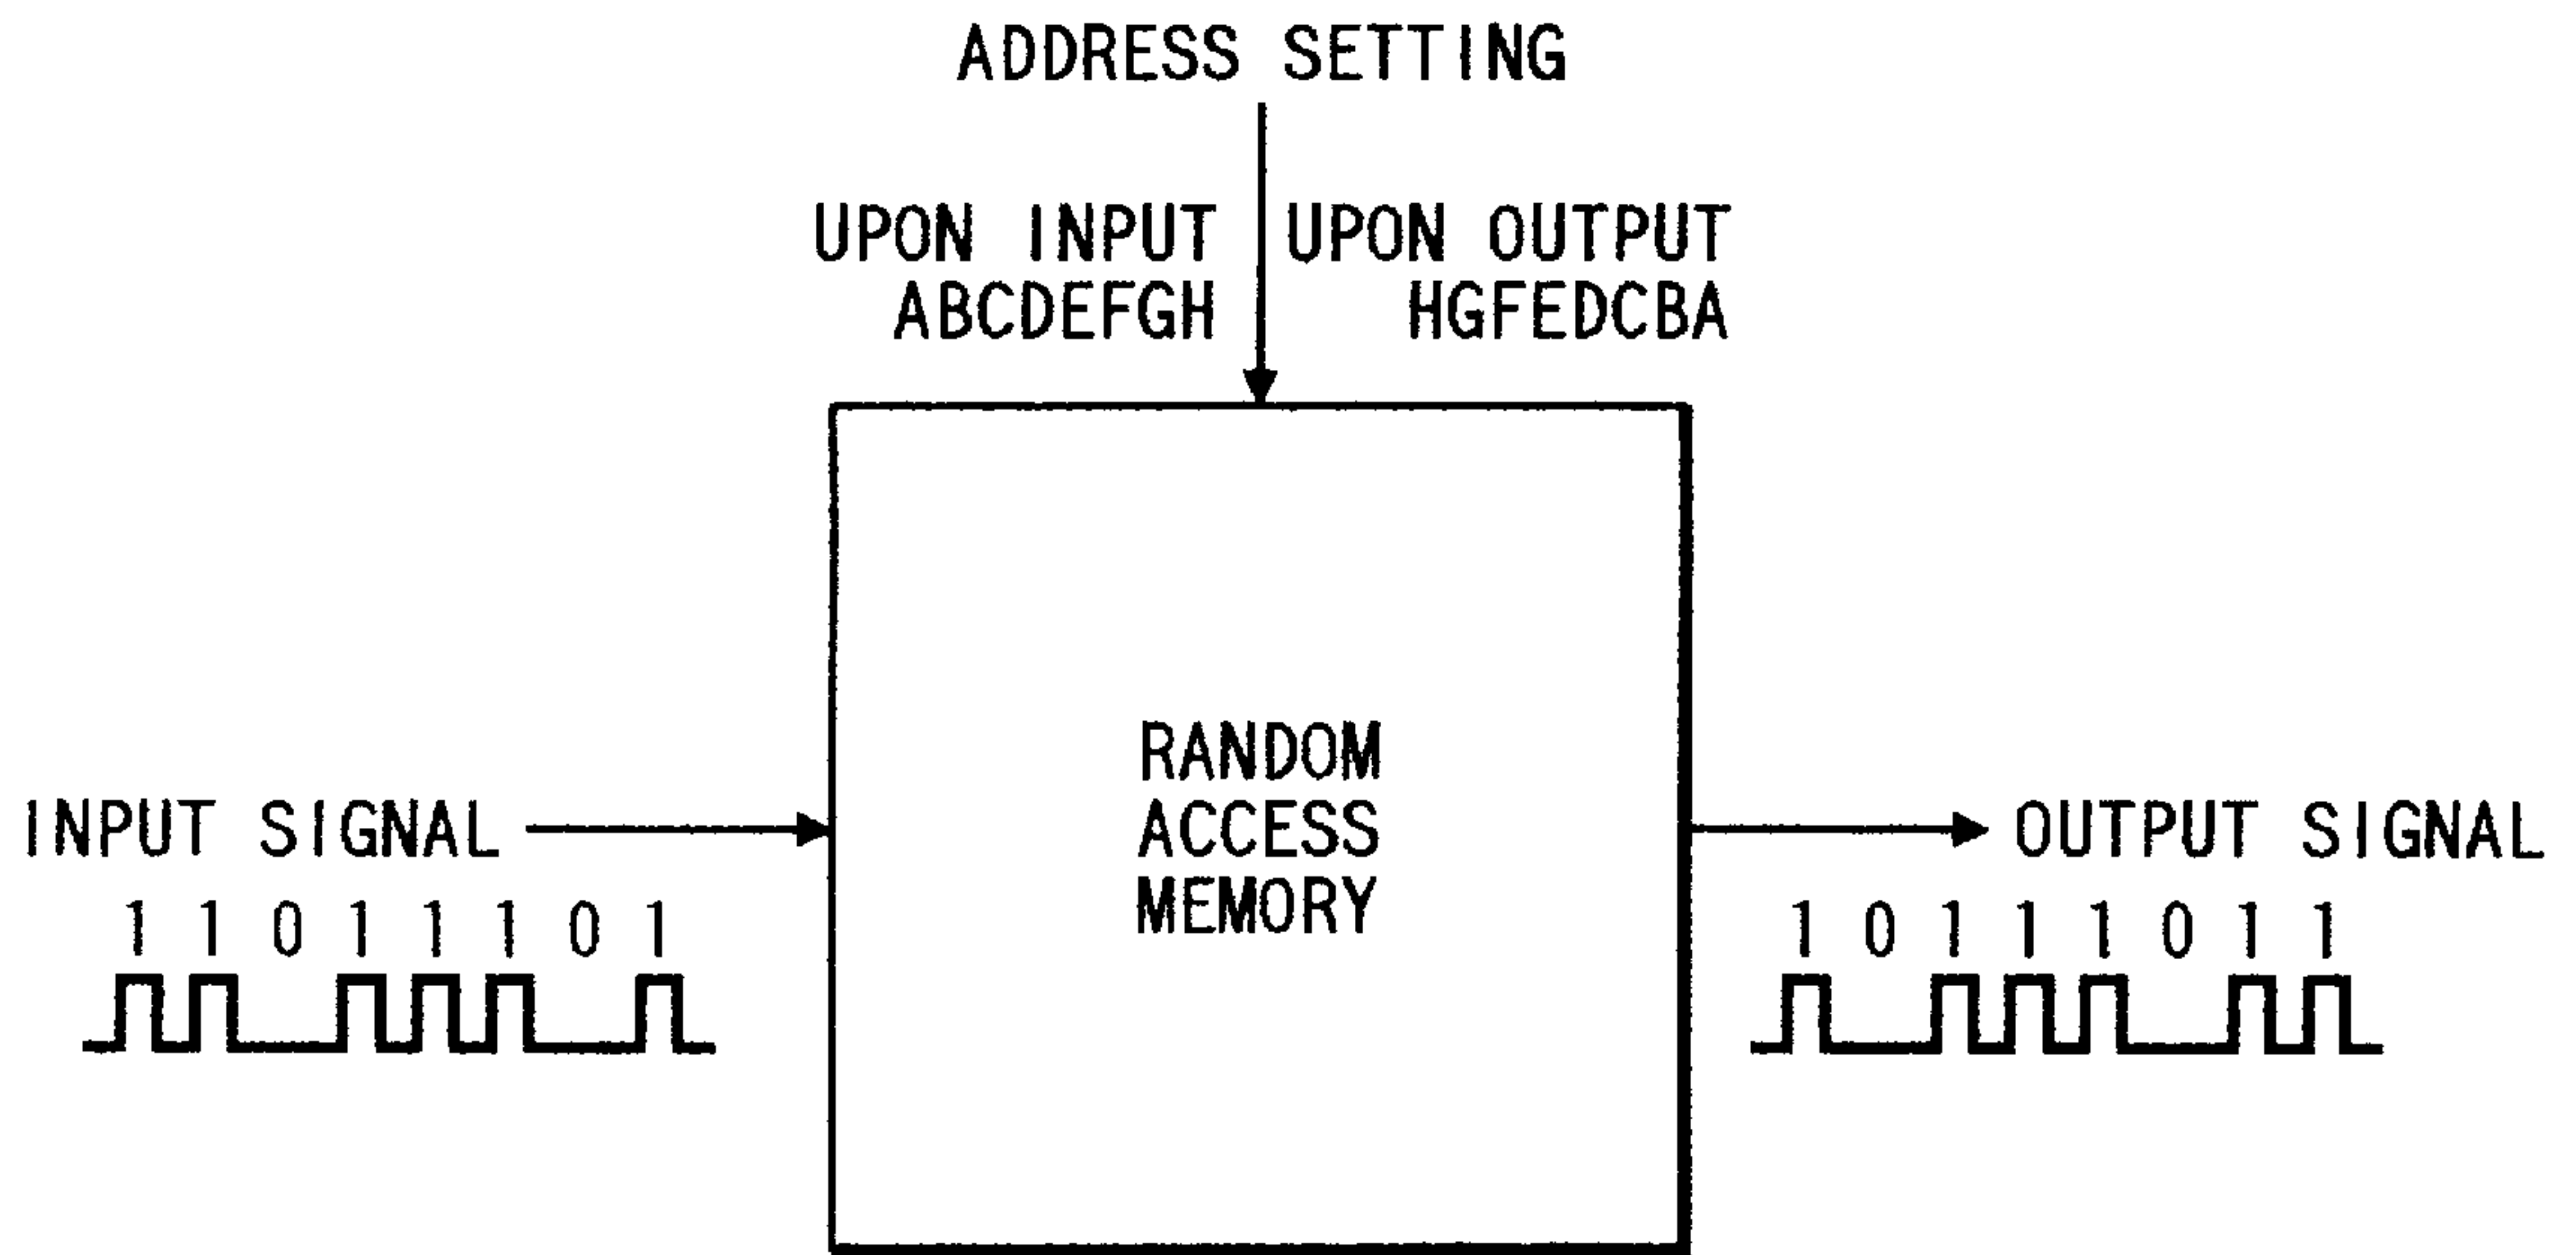 ADDRESS SETTING
UPON INPUT UPON OUTPUT
ABCDEFGH HGFEDCBA
RANDOM
ACCESS
MEMORY
INPUT SIGNAL
1 1 0 1 1 1 0 1
OUTPUT SIGNAL
1 0 1 1 1 0 1 1